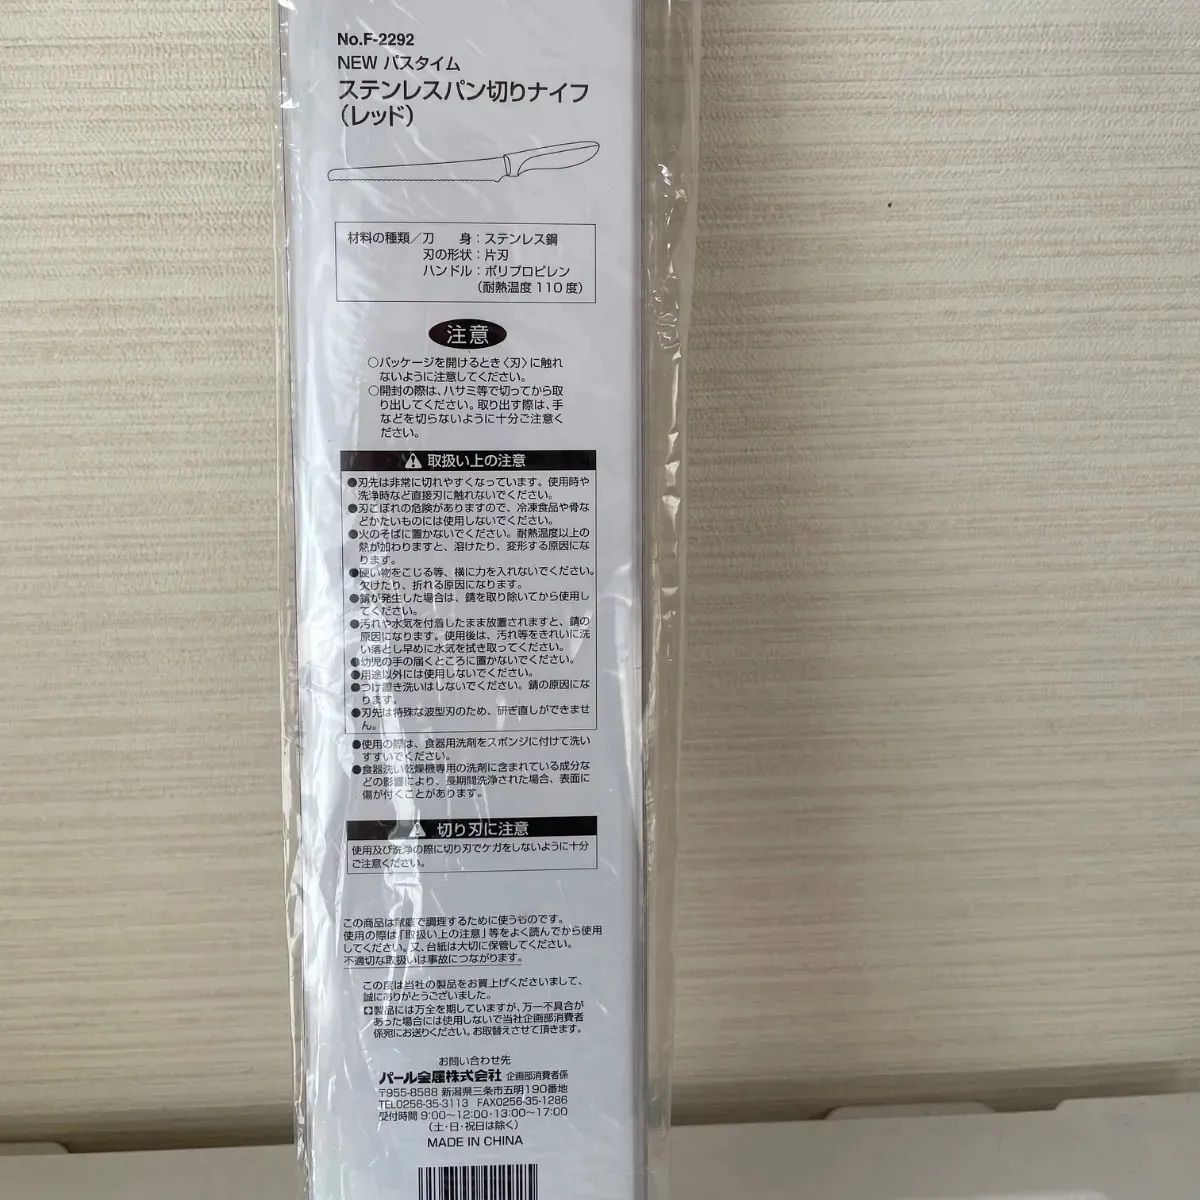 No.F-2292
NEW パスタイム
ステンレスパン切りナイフ
(レッド)
材料の種類/刀　身:ステンレス鋼
刃の形状:片刃
ハンドル:ポリプロピレン
(耐熱温度110度)
注意
○パッケージを開けるとき〈刃〉に触れ
ないように注意してください。
○開封の際は、ハサミ等で切ってから取
り出してください。取り出す際は、手
などを切らないように十分ご注意く
ださい。
取扱い上の注意
●刃先は非常に切れやすくなっています。使用時や
洗浄時など直接刃に触れないでください。
●刃こぼれの危険がありますので、冷凍食品や骨な
どかたいものには使用しないでください。
●火のそばに置かないでください。耐熱温度以上の
熱が加わりますと、溶けたり、変形する原因にな
ります。
●硬い物をこじる等、横に力を入れないでください。
欠けたり、折れる原因になります。
●錆が発生した場合は、錆を取り除いてから使用し
てください。
●汚れや水気を付着したまま放置されますと、錆の
原因になります。使用後は、汚れ等をきれいに洗
い落とし早めに水気を拭き取ってください。
●幼児の手の届くところに置かないでください。
●用途以外には使用しないでください。
●つけ置き洗いはしないでください。錆の原因にな
ります。
●刃先は特殊な波型刃のため、研ぎ直しができませ
ん。
●使用の際は、食器用洗剤をスポンジに付けて洗い
すすいでください。
●食器洗い乾燥機専用の洗剤に含まれている成分な
どの影響により、長期間洗浄された場合、表面に
傷が付くことがあります。
切り刃に注意
使用及び洗浄の際に切り刃でケガをしないように十分
ご注意ください。
この商品は家庭で調理するために使うものです。
使用の際は「取扱い上の注意」等をよく読んでから使用
してください。又、台紙は大切に保管してください。
不適切な取扱いは事故につながります。
この度は当社の製品をお買上げくださいまして、
誠にありがとうございました。
製品には万全を期していますが、万一不具合が
あった場合には使用しないで当社企画部消費者
係宛にお送りください。お取替えさせて頂きます。
お問い合わせ先
パール金属株式会社 企画部消費者係
〒955-8588 新潟県三条市五明190番地
TEL0256-35-3113 FAX0256-35-1286
受付時間 9:00～12:00・13:00～17:00
(土・日・祝日は除く)
MADE IN CHINA